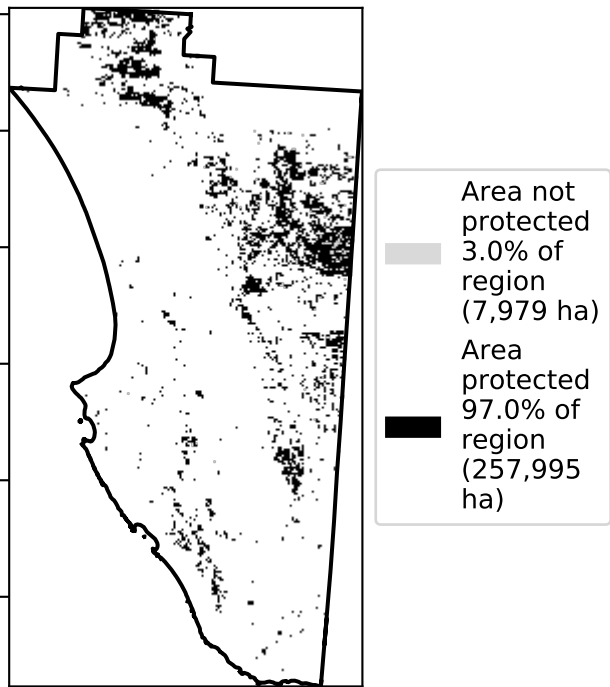 Area not
protected
3.0% of
region
(7,979 ha)
Area
protected
97.0% of
region
(257,995
ha)